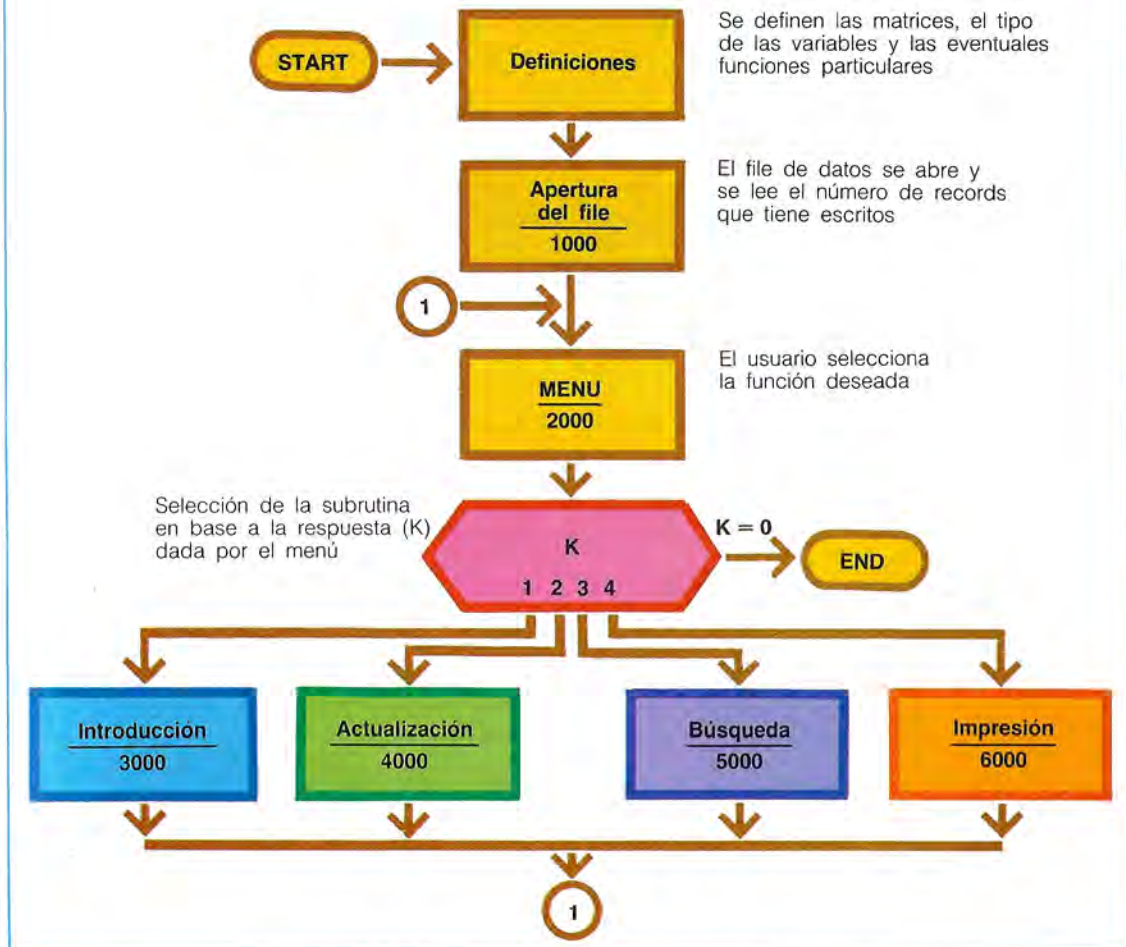 START
Definiciones
Se definen las matrices, el tipo
de las variables y las eventuales
funciones particulares
Apertura
del file
1000
El file de datos se abre y
se lee el número de records
que tiene escritos
1
MENU
2000
El usuario selecciona
la función deseada
Selección de la subrutina
en base a la respuesta (K)
dada por el menú
K
1 2 3 4
K = 0
END
Introducción
3000
Actualización
4000
Búsqueda
5000
Impresión
6000
1